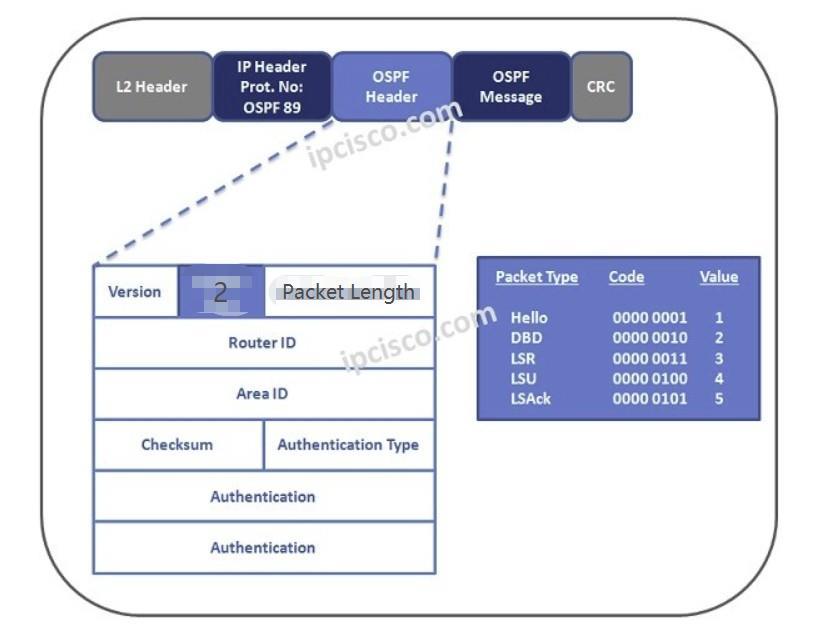 L2 Header
IP Header
Prot. No:
OSPF 89
OSPF
Header
OSPF
Message
CRC
ipcisco.com
Version
2
Packet Length
Router ID
Area ID
Checksum
Authentication Type
Authentication
Authentication
ipcisco.com
Packet Type Code Value
Hello 0000 0001 1
DBD 0000 0010 2
LSR 0000 0011 3
LSU 0000 0100 4
LSAck 0000 0101 5